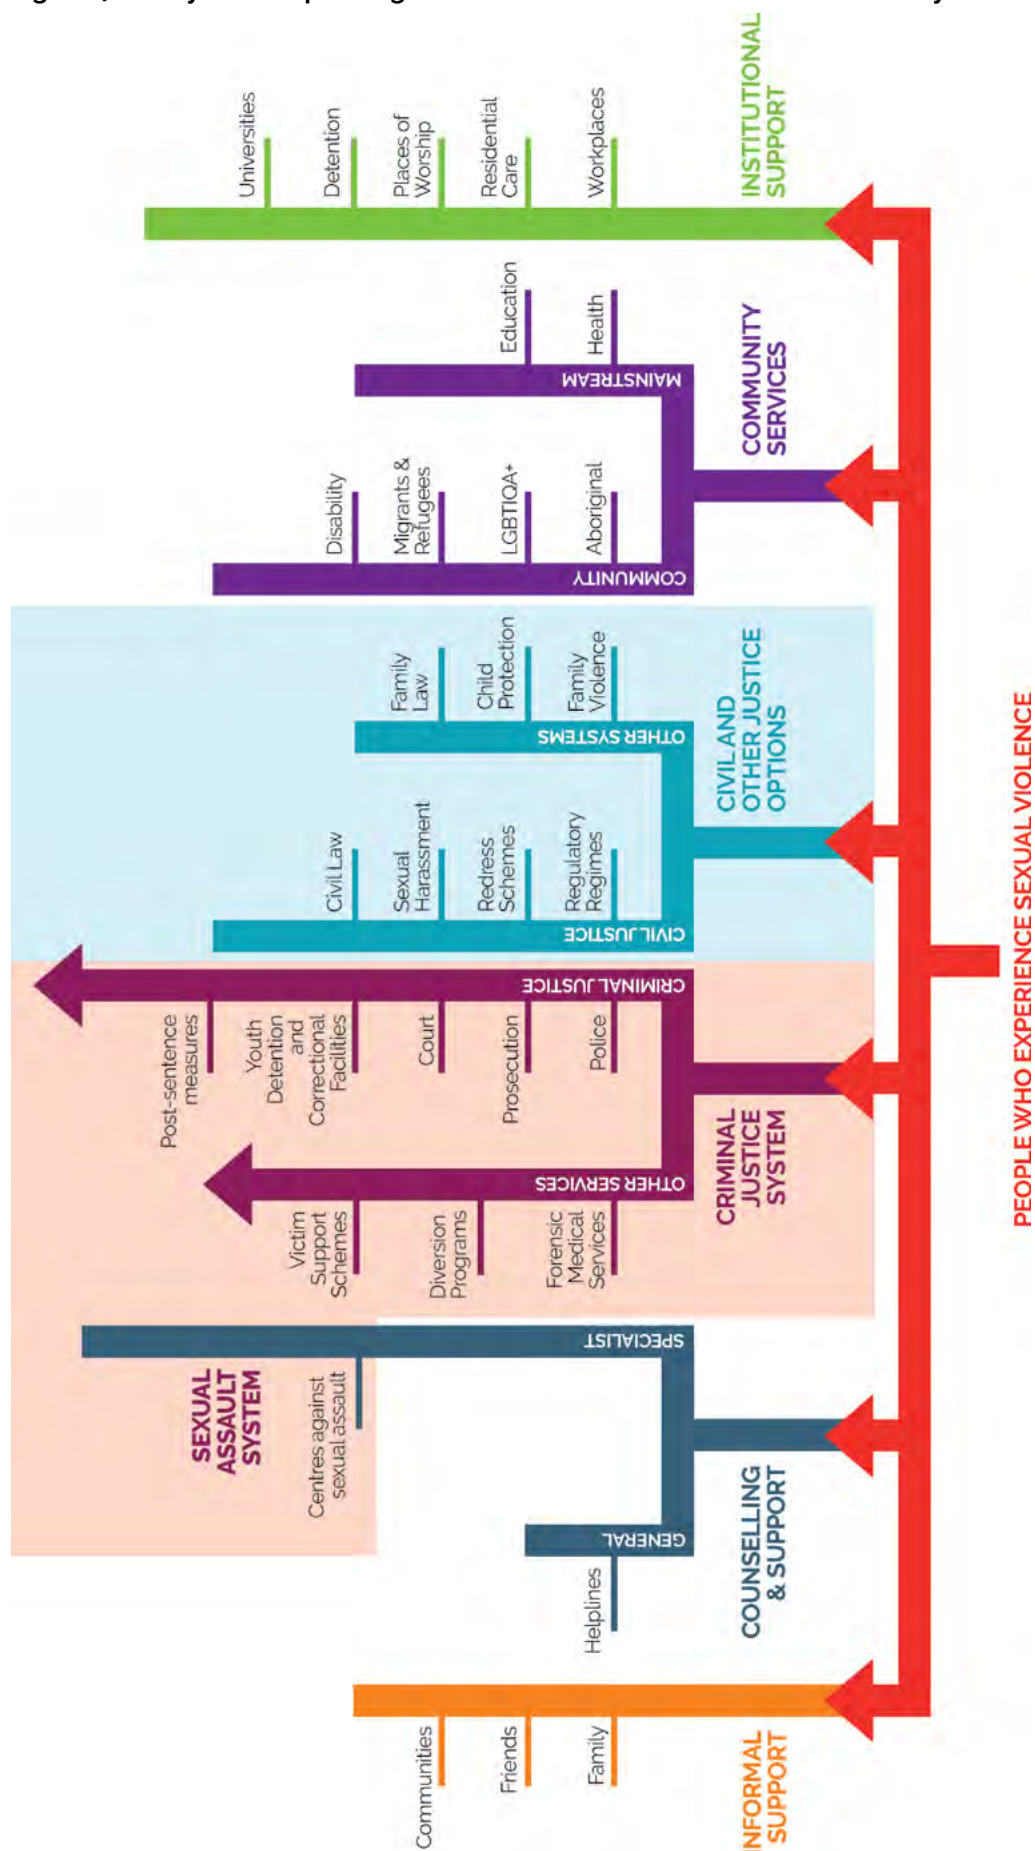 PEOPLE WHO EXPERIENCE SEXUAL VIOLENCE
NFORMAL
SUPPORT
Communities
Friends
Family
COUNSELLING
& SUPPORT
GENERAL
Helplines
SPECIALIST
Centres against
sexual assault
SEXUAL
ASSAULT
SYSTEM
CRIMINAL
JUSTICE
SYSTEM
OTHER SERVICES
Victim
Support
Schemes
Diversion
Programs
Forensic
Medical
Services
CRIMINAL JUSTICE
Post-sentence
measures
Youth
Detention
and
Correctional
Facilities
Court
Prosecution
Police
CIVIL AND
OTHER JUSTICE
OPTIONS
CIVIL JUSTICE
Civil Law
Sexual
Harassment
Redress
Schemes
Regulatory
Regimes
OTHER SYSTEMS
Family
Law
Child
Protection
Family
Violence
COMMUNITY
SERVICES
COMMUNITY
Disability
Migrants &
Refugees
LGBTIQA+
Aboriginal
MAINSTREAM
Education
Health
INSTITUTIONAL
SUPPORT
Universities
Detention
Places of
Worship
Residential
Care
Workplaces